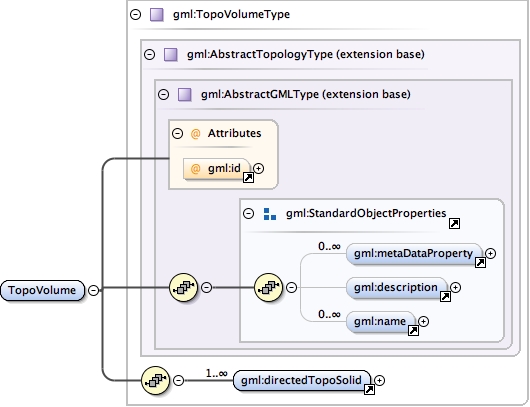 gml:TopoVolumeType
gml:AbstractTopologyType (extension base)
gml:AbstractGMLType (extension base)
@ Attributes
@ gml:id
gml:StandardObjectProperties
0..∞
gml:metaDataProperty
gml:description
0..∞
gml:name
TopoVolume
1..∞
gml:directedTopoSolid